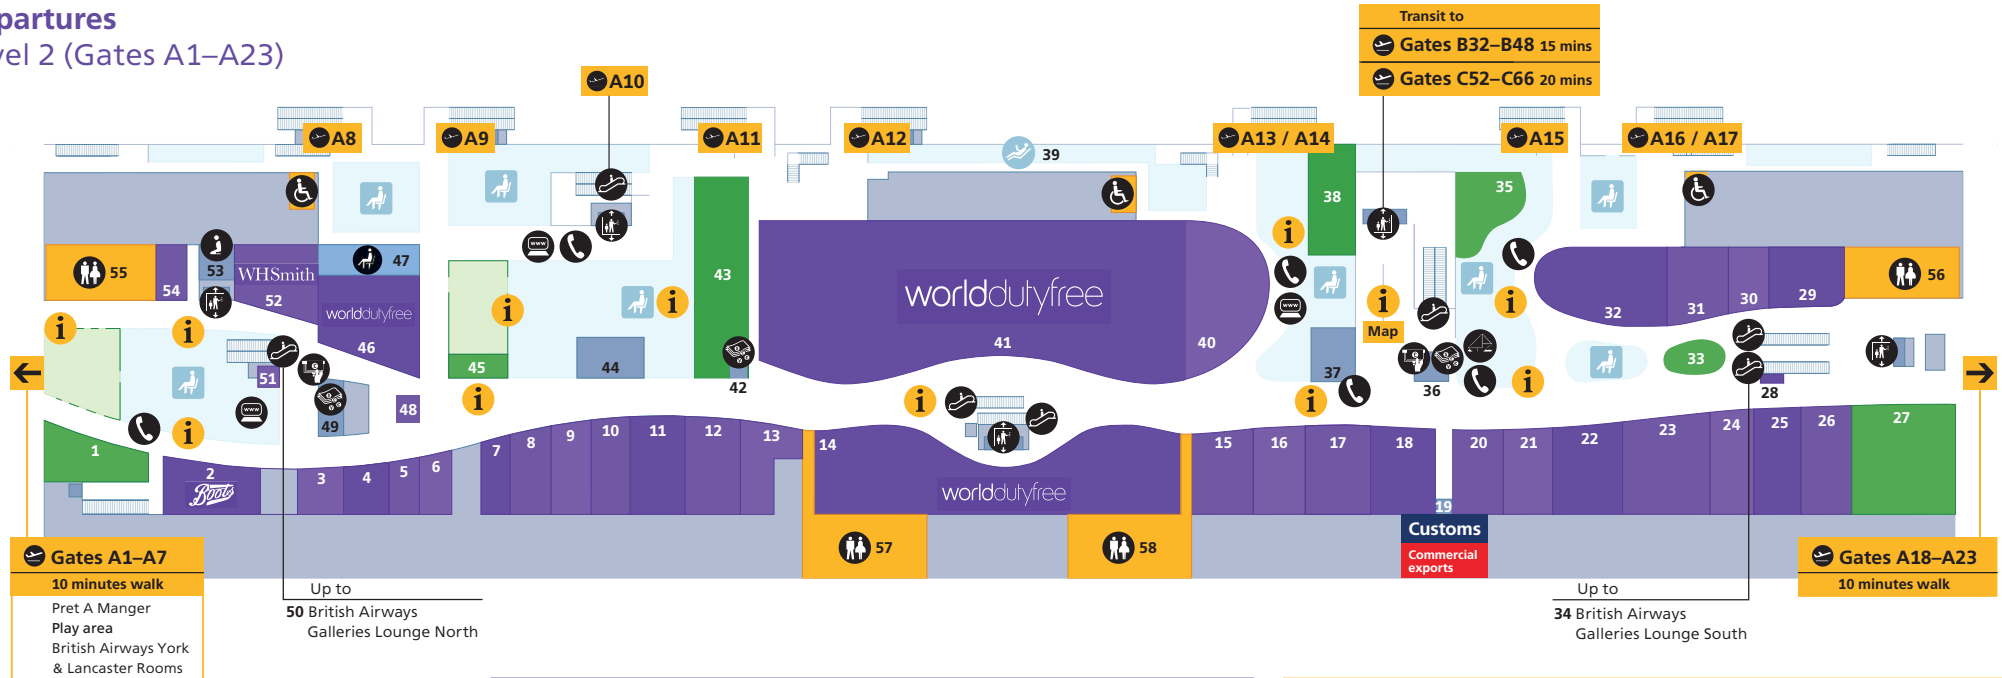 partures
vel 2 (Gates A1–A23)
Transit to
Gates B32–B48 15 mins
Gates C52–C66 20 mins
A10
A8
A9
A11
A12
A13 / A14
A15
A16 / A17
39
38
35
55
54
53
WHSmith
52
47
worlddutyfree
46
www
43
worlddutyfree
41
40
i
i
i
i
i
i
i
i
www
Map
32
31
30
29
56
51
www
49
48
45
44
42
37
36
33
28
i
i
i
i
i
1
2
Boots
3
4
5
6
7
8
9
10
11
12
13
14
worlddutyfree
15
16
17
18
19
20
21
22
23
24
25
26
27
57
58
Customs
Commercial
exports
Gates A1–A7
10 minutes walk
Pret A Manger
Play area
British Airways York
& Lancaster Rooms
Up to
50 British Airways
Galleries Lounge North
Up to
34 British Airways
Galleries Lounge South
Gates A18–A23
10 minutes walk